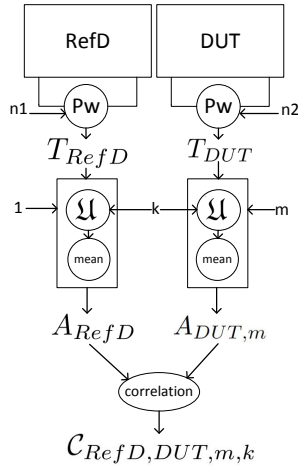 RefD DUT
Pw Pw
n1 n2
T_{RefD} T_{DUT}
1 𝔘 k 𝔘 m
mean mean
A_{RefD} A_{DUT,m}
correlation
𝒞_{RefD,DUT,m,k}